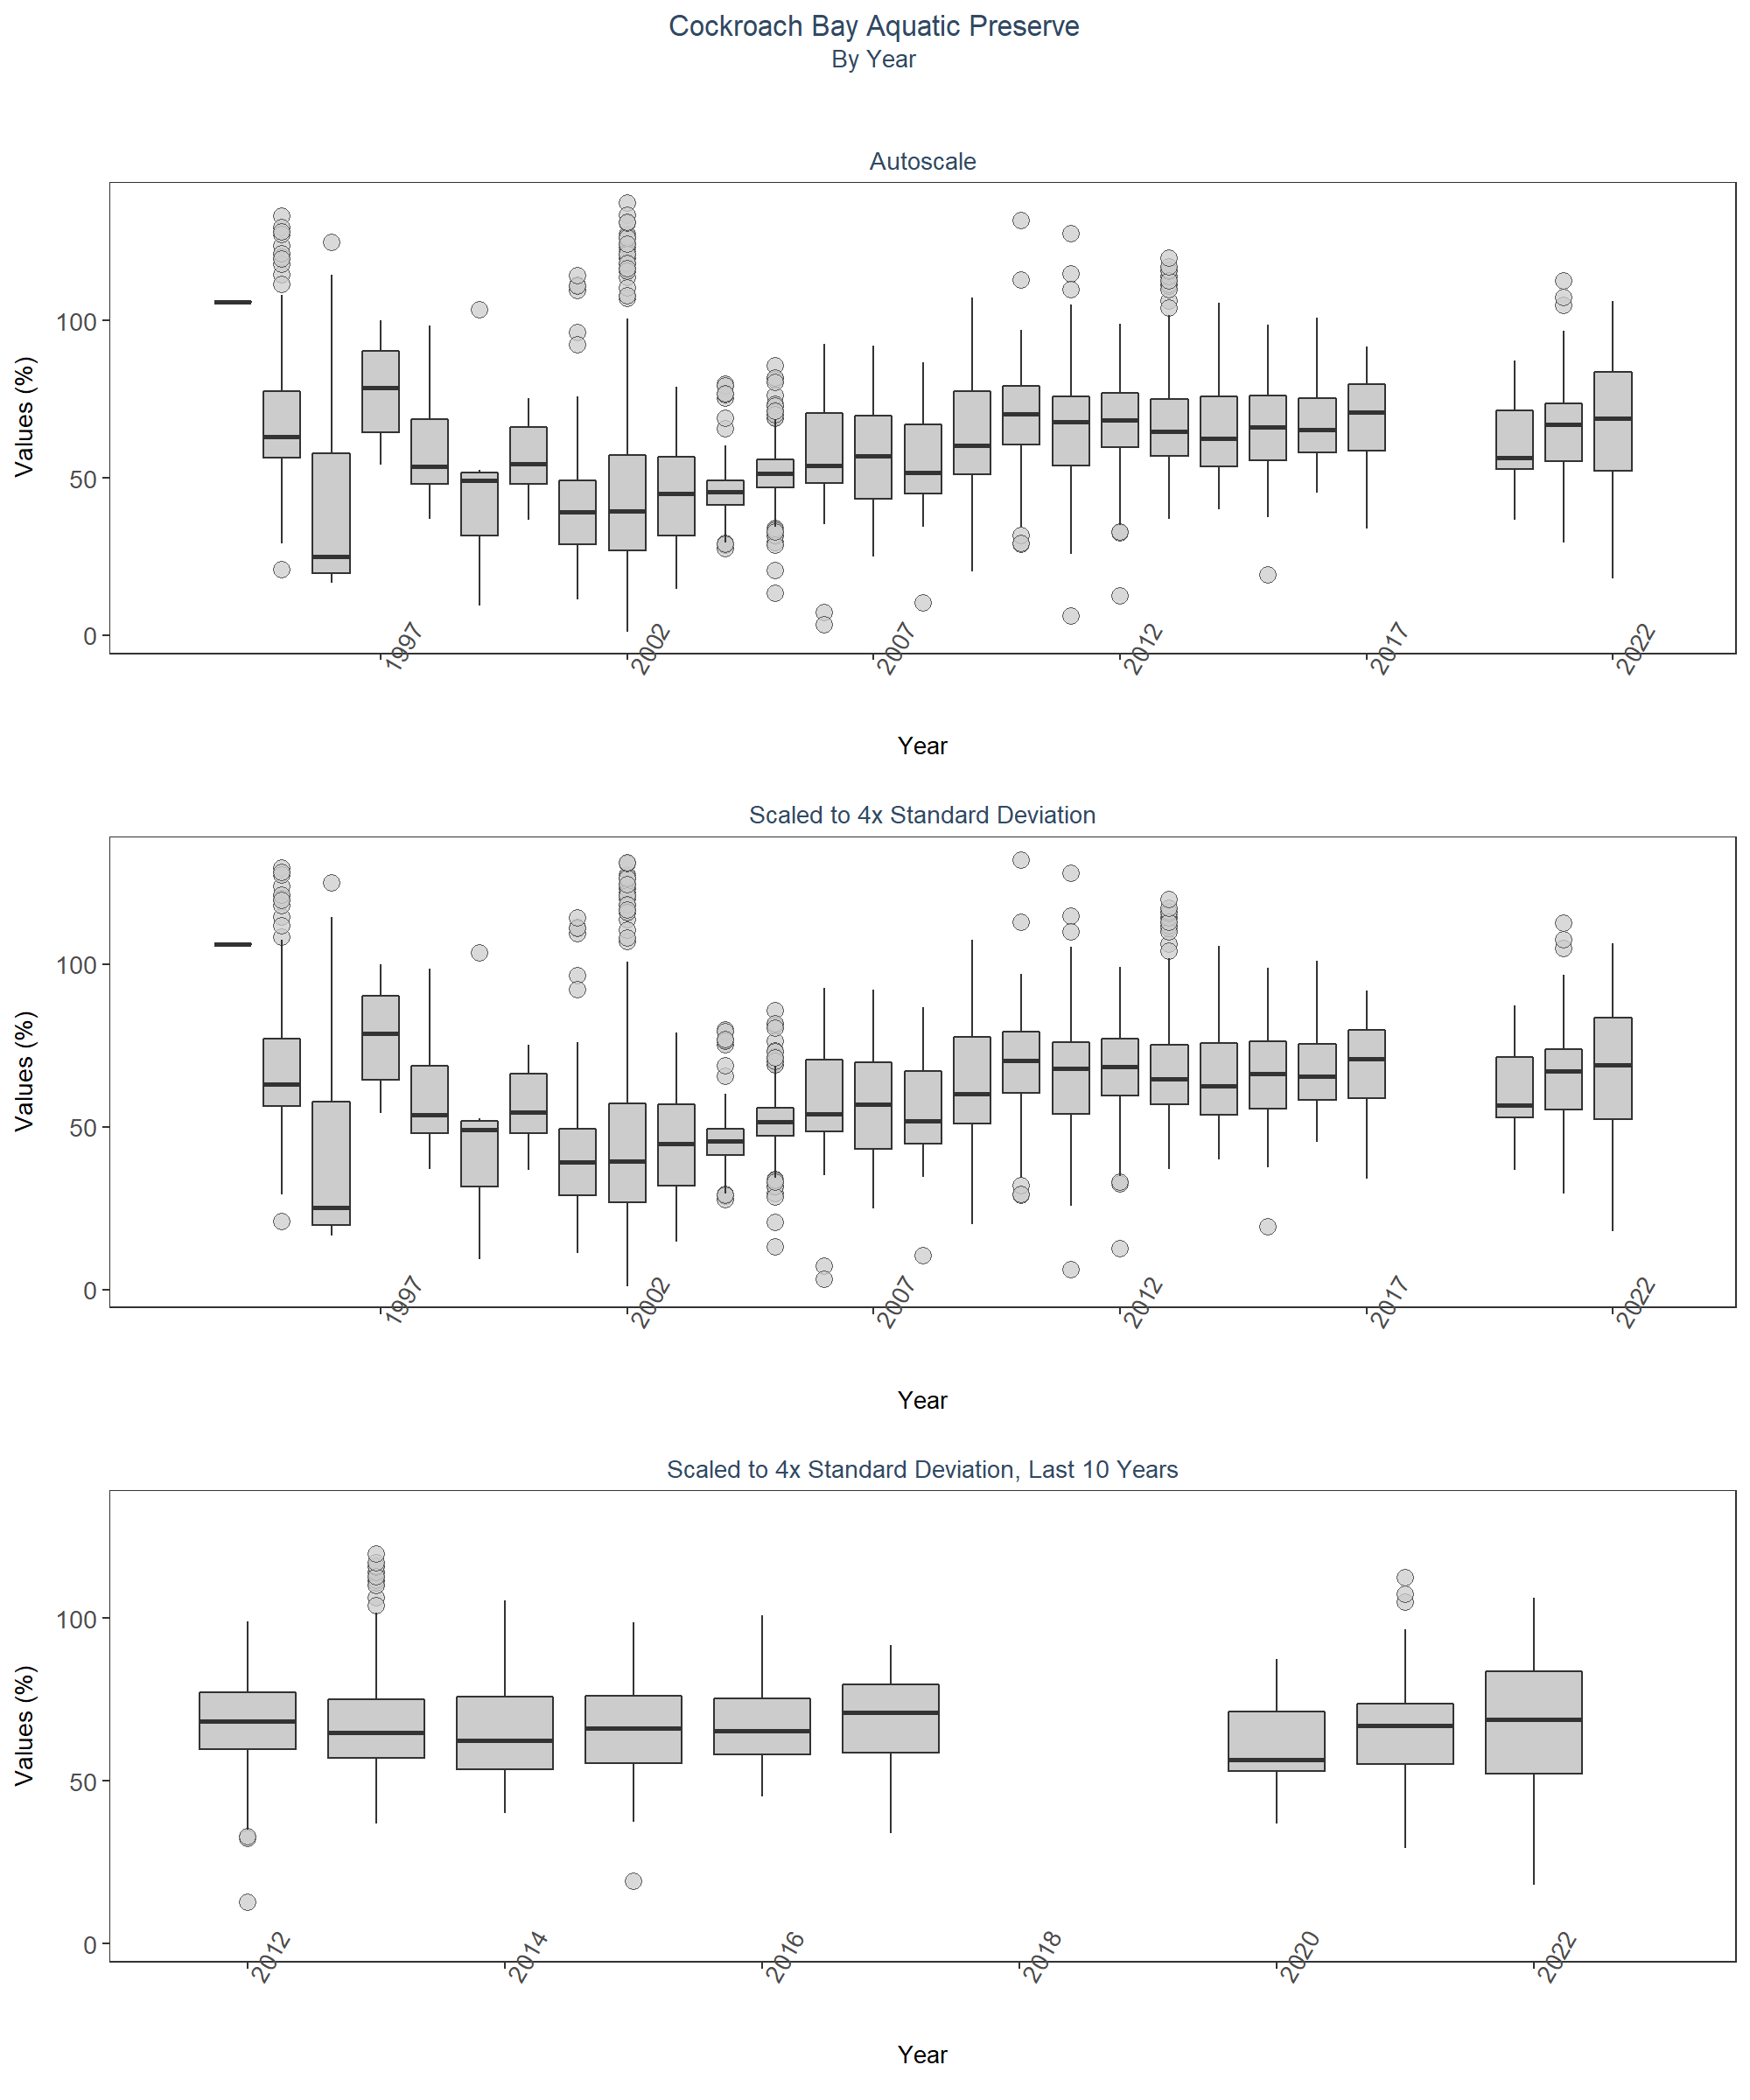 Cockroach Bay Aquatic Preserve
By Year
Autoscale
Values (%)
100
50
0
1997
2002
2007
2012
2017
2022
Year
Scaled to 4x Standard Deviation
Values (%)
100
50
0
1997
2002
2007
2012
2017
2022
Year
Scaled to 4x Standard Deviation, Last 10 Years
Values (%)
100
50
0
2012
2014
2016
2018
2020
2022
Year